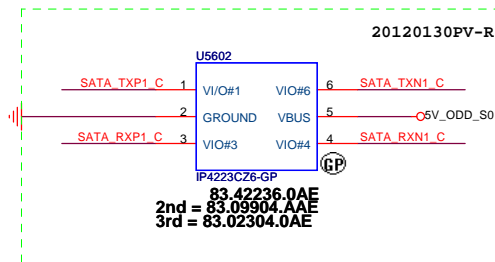 20120130PV-R
U5602
SATA_TXP1_C 1 VI/O#1 VIO#6 6 SATA_TXN1_C
2 GROUND VBUS 5 5V_ODD_S0
SATA_RXP1_C 3 VIO#3 VIO#4 4 SATA_RXN1_C
GP
IP4223CZ6-GP
83.42236.0AE
2nd = 83.09904.AAE
3rd = 83.02304.0AE